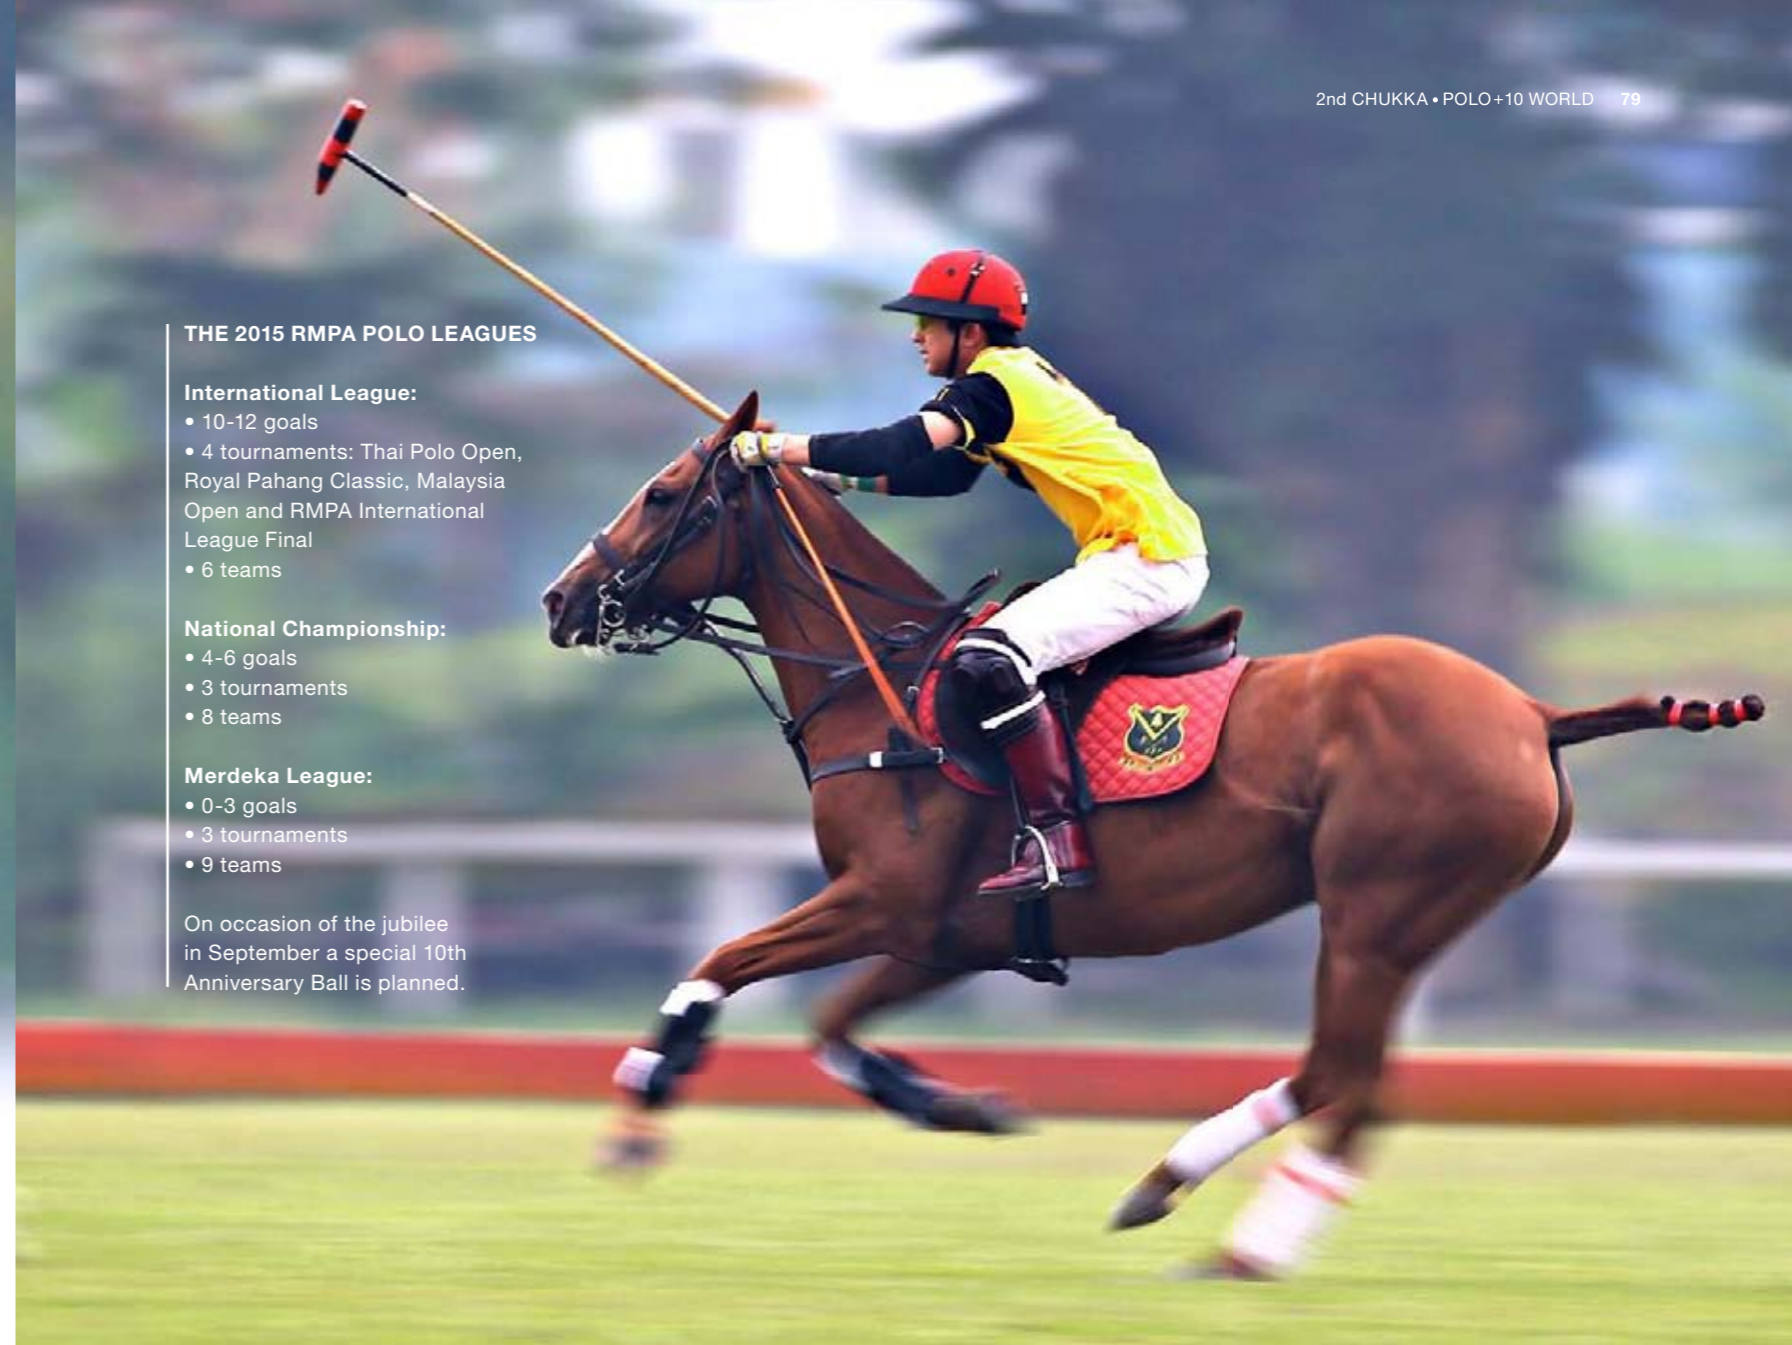 2nd CHUKKA • POLO+10 WORLD 79
THE 2015 RMPA POLO LEAGUES
International League:
• 10-12 goals
• 4 tournaments: Thai Polo Open,
Royal Pahang Classic, Malaysia
Open and RMPA International
League Final
• 6 teams
National Championship:
• 4-6 goals
• 3 tournaments
• 8 teams
Merdeka League:
• 0-3 goals
• 3 tournaments
• 9 teams
On occasion of the jubilee
in September a special 10th
Anniversary Ball is planned.